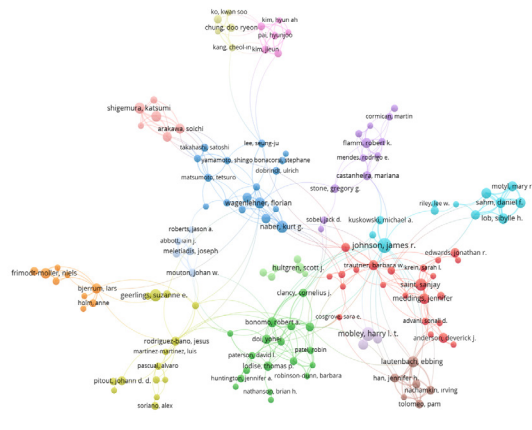 ko, kwan soo
kim, hyun ah
chung, doo ryeon
pai, hyunjoo
kang, cheol-in
kim, jieun
cormican, martin
shigemura, katsumi
arakawa, soichi
flamm, robert k.
takahashi, satoshi
lee, seung-ju
yamamoto, shingo
bonacorsi, stephane
mendes, rodrigo e.
dobrindt, ulrich
matsumoto, tetsuro
castanheira, mariana
stone, gregory g.
motyl, mary r.
wagenlehner, florian
riley, lee w.
sahm, daniel f.
sobel, jack d.
kuskowski, michael a.
lob, sibylle h.
naber, kurt g.
roberts, jason a.
abbott, iain j.
johnson, james r.
meletiadis, joseph
edwards, jonathan r.
trautner, barbara w.
hultgren, scott j.
krein, sarah l.
frimodt-moller, niels
mouton, johan w.
saint, sanjay
bjerrum, lars
geerlings, suzanne e.
clancy, cornelius j.
meddings, jennifer
holm, anne
cosgrove, sara e.
advani, sonali d.
bonomo, robert a.
mobley, harry l. t.
anderson, deverick j.
doi, yohei
rodriguez-bano, jesus
martinez-martinez, luis
paterson, david l.
patel, robin
lautenbach, ebbing
pascual, alvaro
lodise, thomas p.
robinson-dunn, barbara
pitout, johann d. d.
huntington, jennifer a.
han, jennifer h.
nathanson, brian h.
nachamkin, irving
soriano, alex
tolomeo, pam